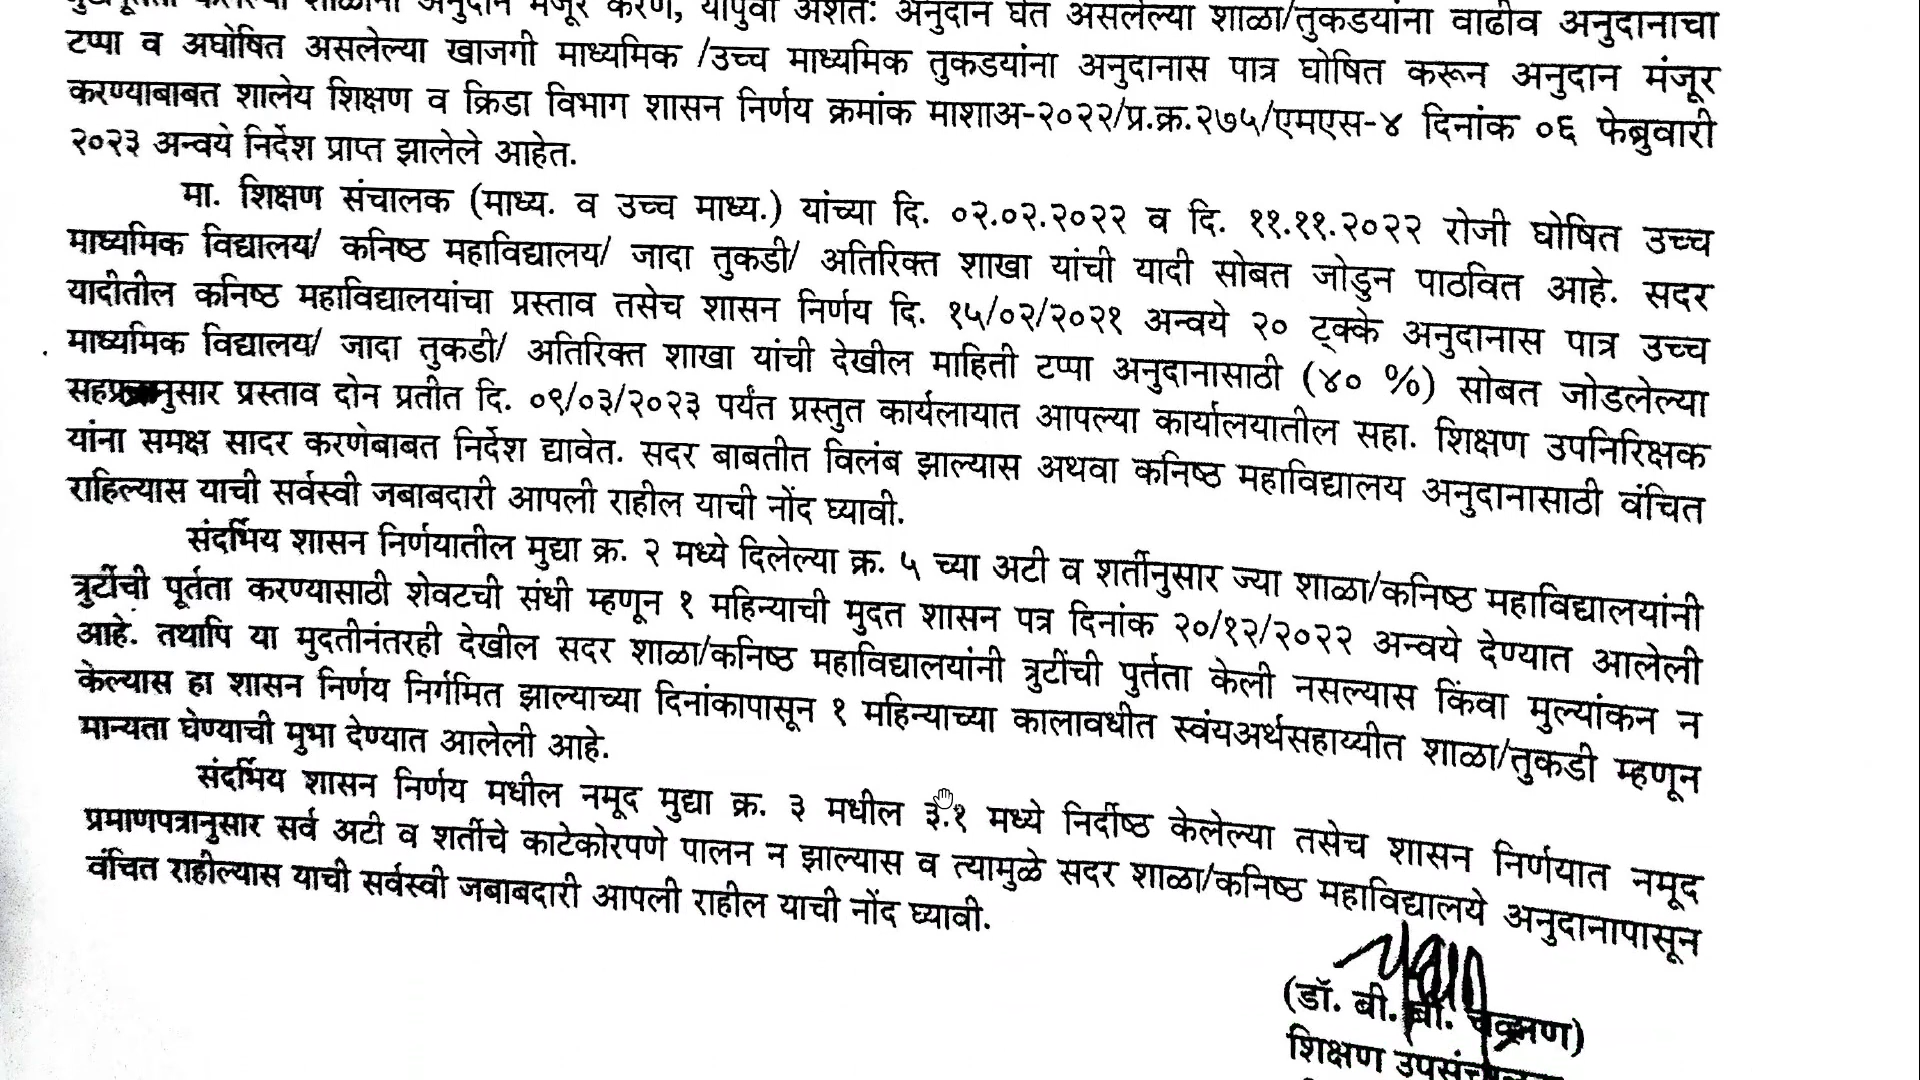 अनुदान मंजूर करणे, यापुर्वी अंशतः अनुदान घेत असलेल्या शाळा/तुकडयांना वाढीव अनुदानाचा
टप्पा व अघोषित असलेल्या खाजगी माध्यमिक /उच्च माध्यमिक तुकडयांना अनुदानास पात्र घोषित करून अनुदान मंजूर
करण्याबाबत शालेय शिक्षण व क्रिडा विभाग शासन निर्णय क्रमांक माशाअ-२०२२/प्र.क्र.२७५/एमएस-४ दिनांक ०६ फेब्रुवारी
२०२३ अन्वये निर्देश प्राप्त झालेले आहेत.
मा. शिक्षण संचालक (माध्य. व उच्च माध्य.) यांच्या दि. ०२.०२.२०२२ व दि. ११.११.२०२२ रोजी घोषित उच्च
माध्यमिक विद्यालय/ कनिष्ठ महाविद्यालय/ जादा तुकडी/ अतिरिक्त शाखा यांची यादी सोबत जोडुन पाठवित आहे. सदर
यादीतील कनिष्ठ महाविद्यालयांचा प्रस्ताव तसेच शासन निर्णय दि. १५/०२/२०२१ अन्वये २० ट्क्के अनुदानास पात्र उच्च
माध्यमिक विद्यालय/ जादा तुकडी/ अतिरिक्त शाखा यांची देखील माहिती टप्पा अनुदानासाठी (४० %) सोबत जोडलेल्या
प्रस्ताव दोन प्रतीत दि. ०९/०३/२०२३ पर्यंत प्रस्तुत कार्यलायात आपल्या कार्यालयातील सहा. शिक्षण उपनिरिक्षक
यांना समक्ष सादर करणेबाबत निर्देश द्यावेत. सदर बाबतीत विलंब झाल्यास अथवा कनिष्ठ महाविद्यालय अनुदानासाठी वंचित
राहिल्यास याची सर्वस्वी जबाबदारी आपली राहील याची नोंद घ्यावी.
संदर्भिय शासन निर्णयातील मुद्या क्र. २ मध्ये दिलेल्या क्र. ५ च्या अटी व शर्तीनुसार ज्या शाळा/कनिष्ठ महाविद्यालयांनी
त्रुटींची पूर्तता करण्यासाठी शेवटची संधी म्हणून १ महिन्याची मुदत शासन पत्र दिनांक २०/१२/२०२२ अन्वये देण्यात आलेली
आहे. तथापि या मुदतीनंतरही देखील सदर शाळा/कनिष्ठ महाविद्यालयांनी त्रुटींची पुर्तता केली नसल्यास किंवा मुल्यांकन न
केल्यास हा शासन निर्णय निर्गमित झाल्याच्या दिनांकापासून १ महिन्याच्या कालावधीत स्वंयअर्थसहाय्यीत शाळा/तुकडी म्हणून
मान्यता घेण्याची मुभा देण्यात आलेली आहे.
संदर्भिय शासन निर्णय मधील नमूद मुद्या क्र. ३ मधील ३.१ मध्ये निर्दीष्ठ केलेल्या तसेच शासन निर्णयात नमूद
प्रमाणपत्रानुसार सर्व अटी व शर्तीचे काटेकोरपणे पालन न झाल्यास व त्यामुळे सदर शाळा/कनिष्ठ महाविद्यालये अनुदानापासून
वंचित राहील्यास याची सर्वस्वी जबाबदारी आपली राहील याची नोंद घ्यावी.
(डॉ. बी. बी. चव्हाण)
शिक्षण